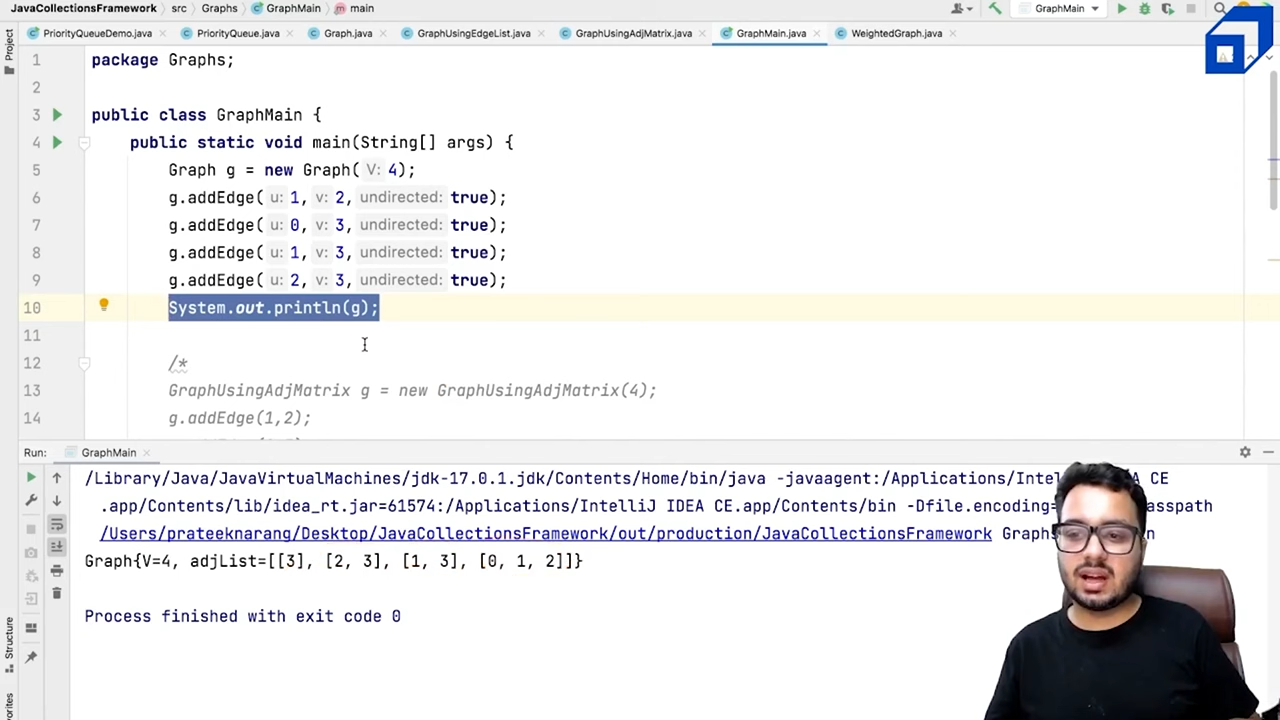 JavaCollectionsFramework > src > Graphs > GraphMain > main
GraphMain
Project
PriorityQueueDemo.java
PriorityQueue.java
Graph.java
GraphUsingEdgeList.java
GraphUsingAdjMatrix.java
GraphMain.java
WeightedGraph.java
1 package Graphs;
2
3 public class GraphMain {
4 public static void main(String[] args) {
5 Graph g = new Graph( V: 4);
6 g.addEdge( u: 1, v: 2, undirected: true);
7 g.addEdge( u: 0, v: 3, undirected: true);
8 g.addEdge( u: 1, v: 3, undirected: true);
9 g.addEdge( u: 2, v: 3, undirected: true);
10 System.out.println(g);
11
12 /*
13 GraphUsingAdjMatrix g = new GraphUsingAdjMatrix(4);
14 g.addEdge(1,2);
Run: GraphMain
/Library/Java/JavaVirtualMachines/jdk-17.0.1.jdk/Contents/Home/bin/java -javaagent:/Applications/IntelliJ IDEA CE
.app/Contents/lib/idea_rt.jar=61574:/Applications/IntelliJ IDEA CE.app/Contents/bin -Dfile.encoding=
/Users/prateeknarang/Desktop/JavaCollectionsFramework/out/production/JavaCollectionsFramework
Graph{V=4, adjList=[[3], [2, 3], [1, 3], [0, 1, 2]]}
Process finished with exit code 0
Structure